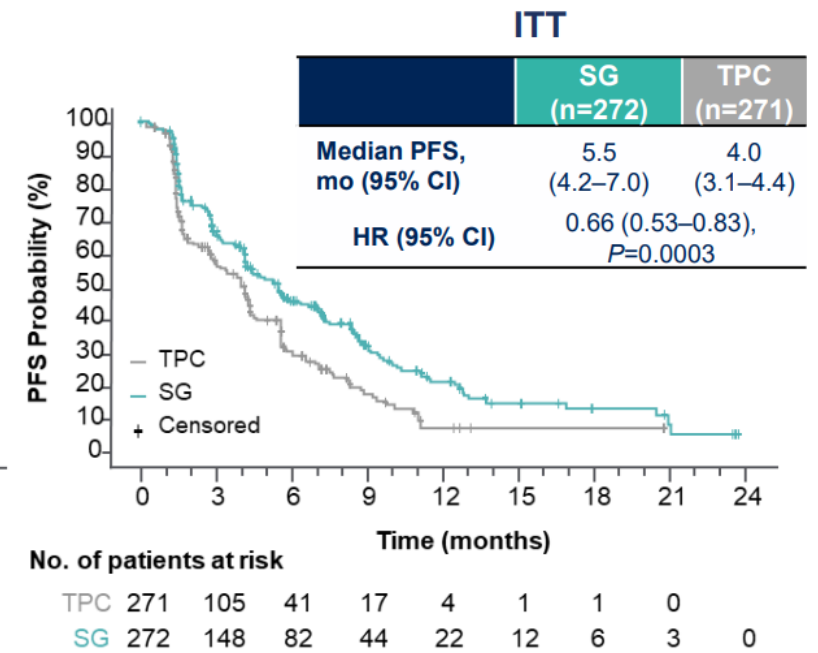 ITT
SG TPC
(n=272) (n=271)
Median PFS, 5.5 4.0
mo (95% CI) (4.2–7.0) (3.1–4.4)
HR (95% CI) 0.66 (0.53–0.83),
P=0.0003
PFS Probability (%)
100
90
80
70
60
50
40
30
20
10
0
TPC
SG
Censored
0 3 6 9 12 15 18 21 24
Time (months)
No. of patients at risk
TPC 271 105 41 17 4 1 1 0
SG 272 148 82 44 22 12 6 3 0